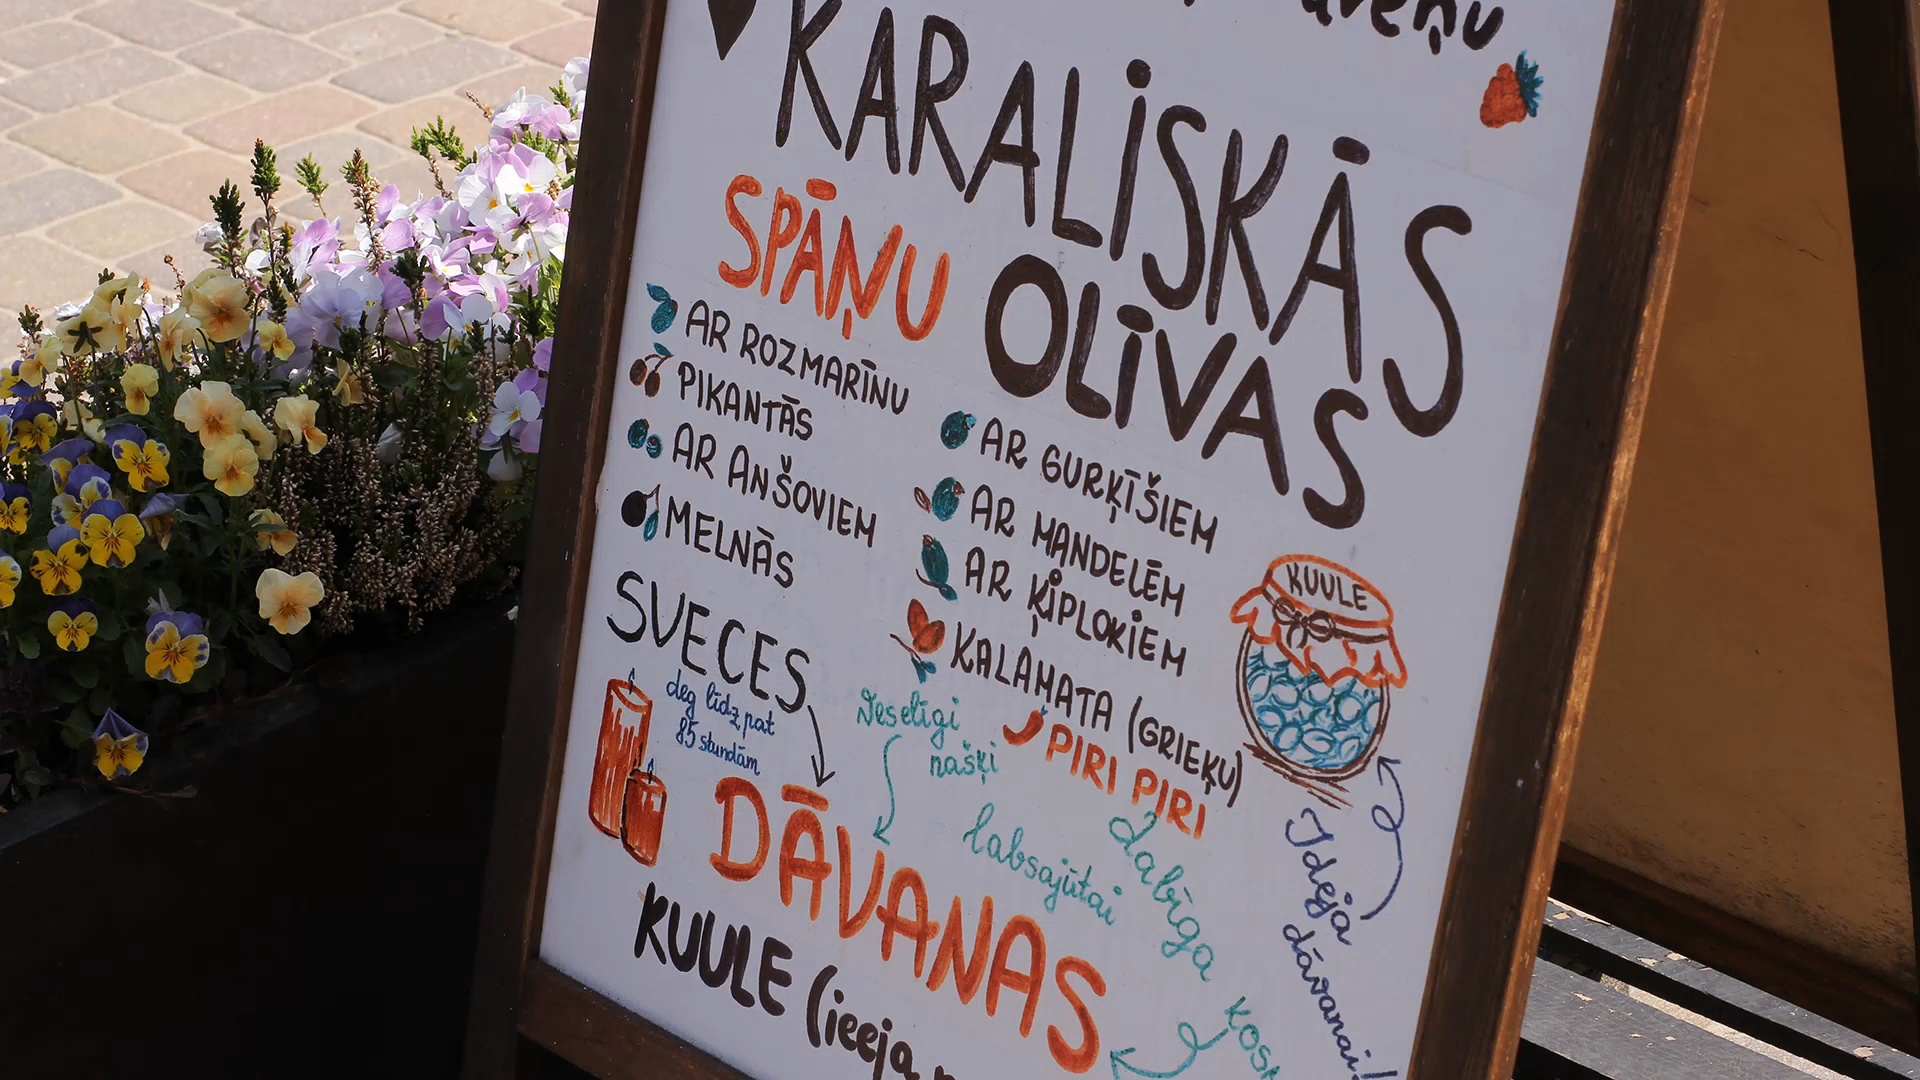 KARALISKĀS
SPĀŅU
OLĪVAS
AR ROZMARĪNU
PIKANTĀS
AR ANŠOVIEM
MELNĀS
AR GURĶĪŠIEM
AR MANDELĒM
AR ĶIPLOKIEM
KALAMATA (GRIEĶU)
PIRI PIRI
KUULE
SVECES
deg līdz pat
85 stundām
Veselīgi
našķi
labsajūtai
Dabīga
Ideja
dāvanai!
DĀVANAS
KUULE (ieeja